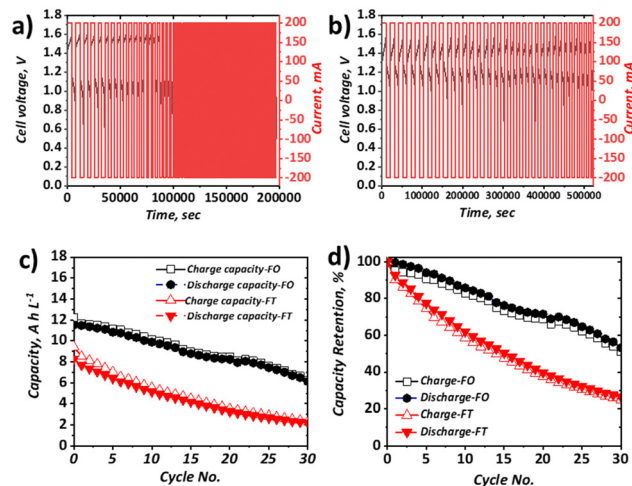 a)
1.8
1.6
1.4
1.2
1.0
0.8
0.6
0.4
0.2
0.0
Cell voltage, V
0 50000 100000 150000 200000
Time, sec
200
150
100
50
0
-50
-100
-150
-200
Current, mA
b)
1.8
1.6
1.4
1.2
1.0
0.8
0.6
0.4
0.2
0.0
Cell voltage, V
0 100000 200000 300000 400000 500000
Time, sec
200
150
100
50
0
-50
-100
-150
-200
Current, mA
c)
18
16
14
12
10
8
6
4
2
0
Capacity, A h L-1
Charge capacity-FO
Discharge capacity-FO
Charge capacity-FT
Discharge capacity-FT
0 5 10 15 20 25 30
Cycle No.
d)
100
80
60
40
20
0
Capacity Retention, %
Charge-FO
Discharge-FO
Charge-FT
Discharge-FT
0 5 10 15 20 25 30
Cycle No.